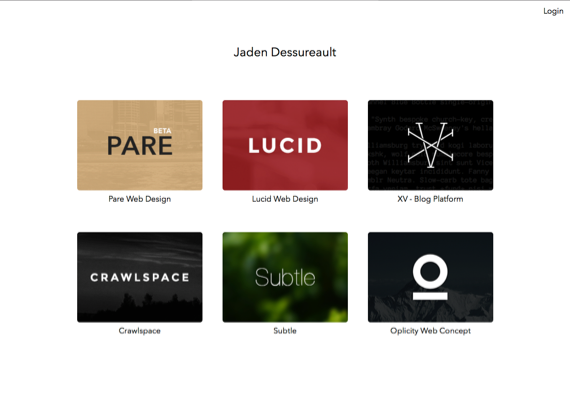 Login
Jaden Dessureault
BETA
PARE
LUCID
Pare Web Design
Lucid Web Design
XV - Blog Platform
CRAWLSPACE
Subtle
Crawlspace
Subtle
Oplicity Web Concept